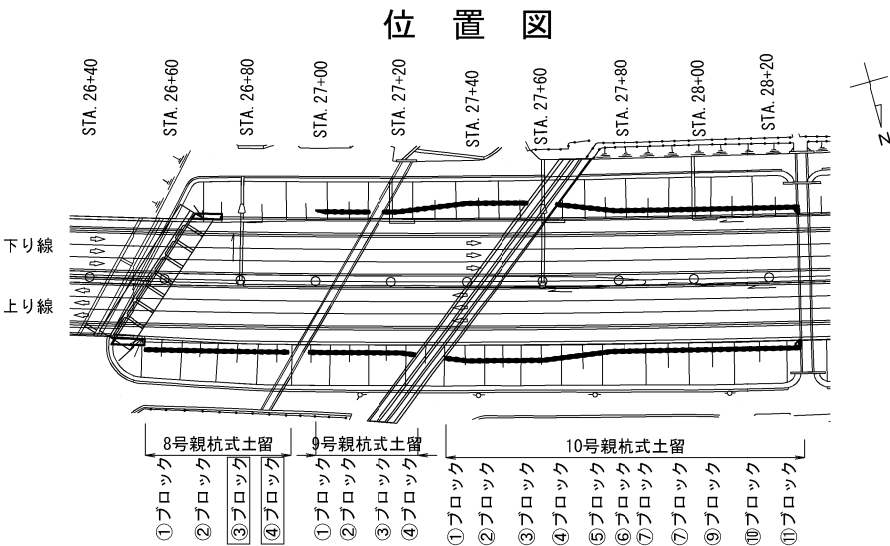 位置図
STA. 26+40
STA. 26+60
STA. 26+80
STA. 27+00
STA. 27+20
STA. 27+40
STA. 27+60
STA. 27+80
STA. 28+00
STA. 28+20
N
下り線
上り線
8号親杭式土留
9号親杭式土留
10号親杭式土留
①ブロック
②ブロック
③ブロック
④ブロック
①ブロック
②ブロック
③ブロック
④ブロック
①ブロック
②ブロック
③ブロック
④ブロック
⑤ブロック
⑥ブロック
⑦ブロック
⑦ブロック
⑨ブロック
⑩ブロック
⑪ブロック